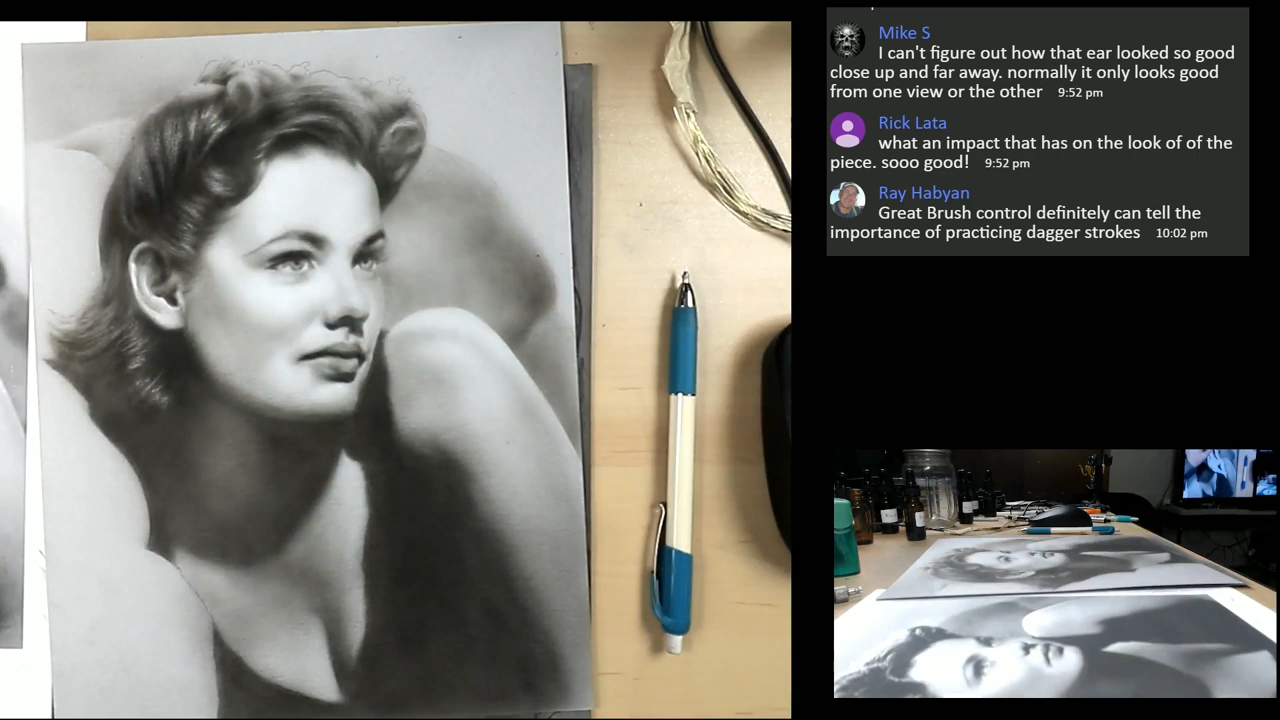 Mike S
I can't figure out how that ear looked so good
close up and far away. normally it only looks good
from one view or the other 9:52 pm
Rick Lata
what an impact that has on the look of of the
piece. sooo good! 9:52 pm
Ray Habyan
Great Brush control definitely can tell the
importance of practicing dagger strokes 10:02 pm